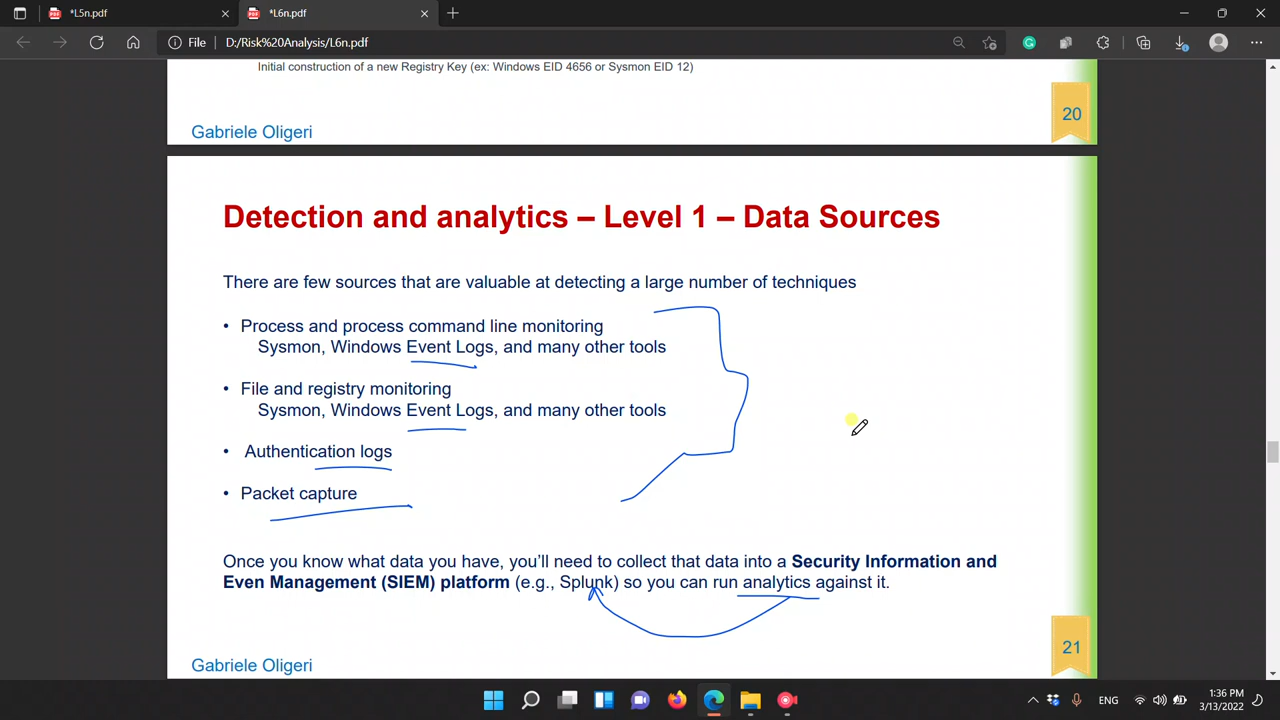 *L5n.pdf
*L6n.pdf
File
D:/Risk%20Analysis/L6n.pdf
Initial construction of a new Registry Key (ex: Windows EID 4656 or Sysmon EID 12)
Gabriele Oligeri
20
Detection and analytics – Level 1 – Data Sources
There are few sources that are valuable at detecting a large number of techniques
• Process and process command line monitoring
Sysmon, Windows Event Logs, and many other tools
• File and registry monitoring
Sysmon, Windows Event Logs, and many other tools
• Authentication logs
• Packet capture
Once you know what data you have, you’ll need to collect that data into a Security Information and
Even Management (SIEM) platform (e.g., Splunk) so you can run analytics against it.
Gabriele Oligeri
21
ENG
1:36 PM
3/13/2022